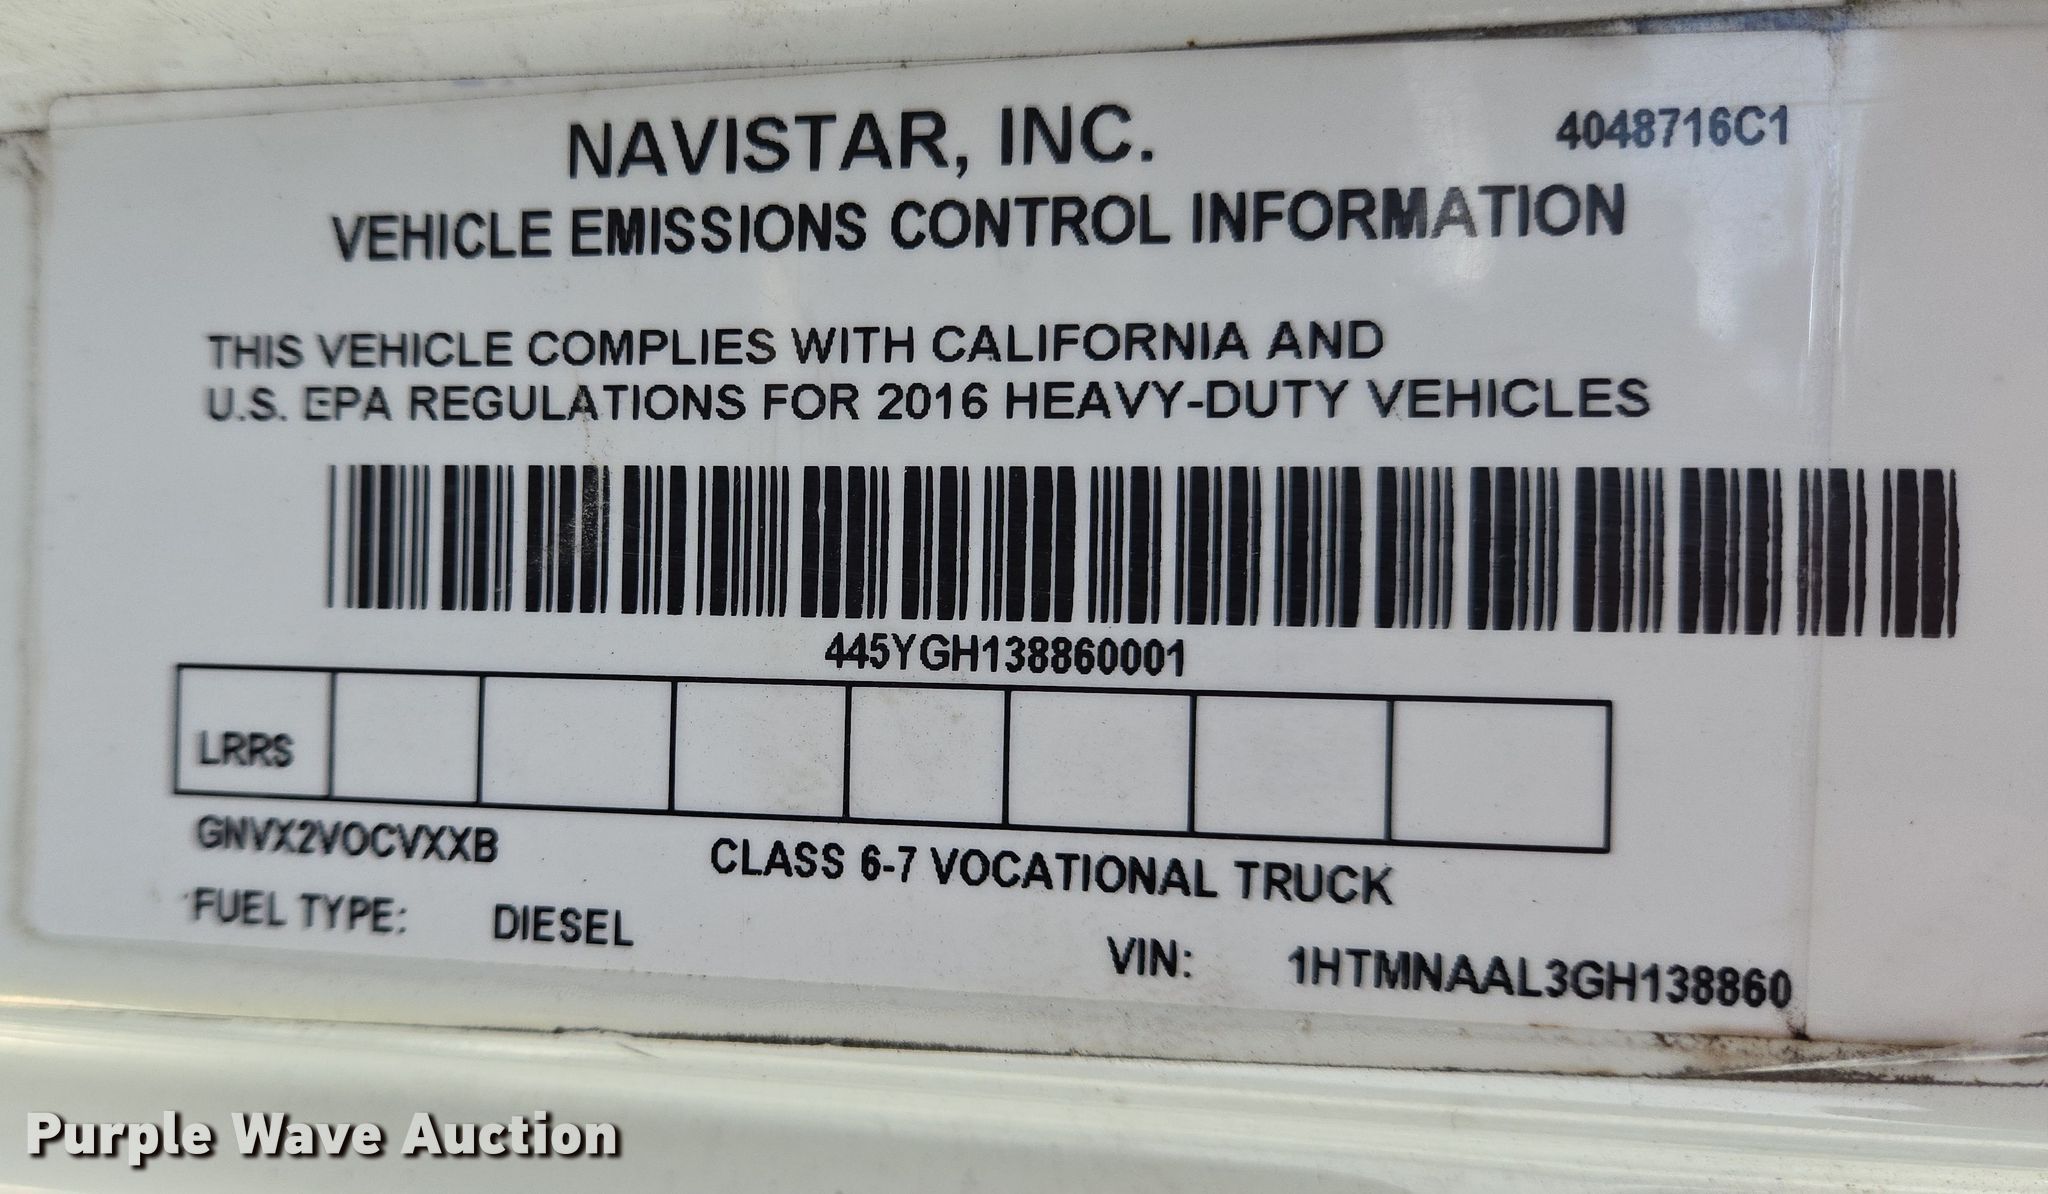 NAVISTAR, INC.
4048716C1
VEHICLE EMISSIONS CONTROL INFORMATION
THIS VEHICLE COMPLIES WITH CALIFORNIA AND
U.S. EPA REGULATIONS FOR 2016 HEAVY-DUTY VEHICLES
445YGH138860001
LRRS
GNVX2VOCVXXB
CLASS 6-7 VOCATIONAL TRUCK
FUEL TYPE: DIESEL
VIN: 1HTMNAAL3GH138860
Purple Wave Auction